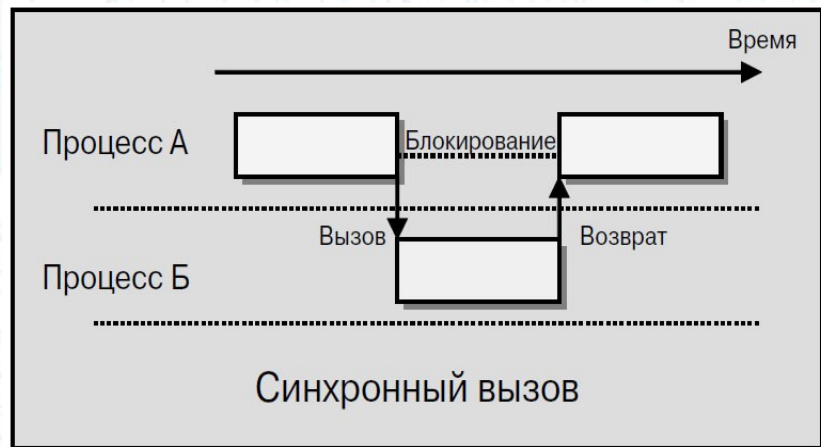 Время
Процесс А
Блокирование
Вызов
Возврат
Процесс Б
Синхронный вызов